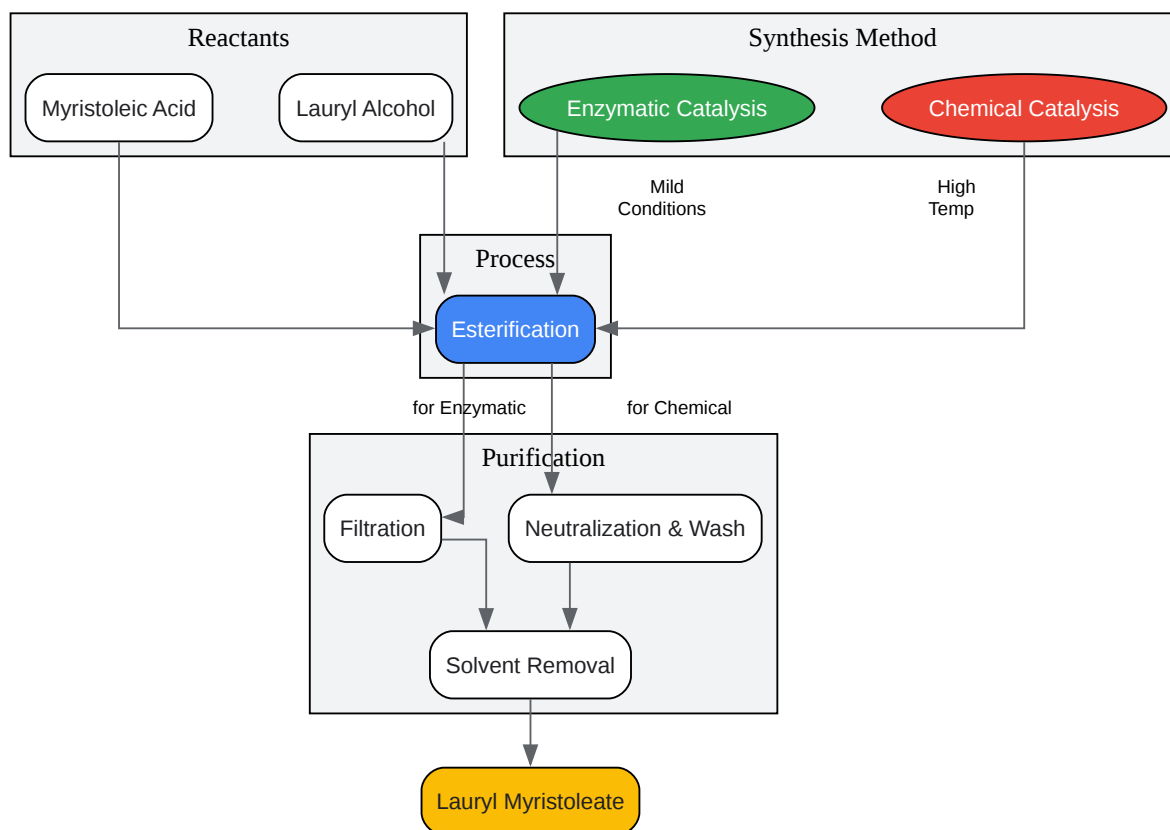 Reactants
Synthesis Method
Myristoleic Acid
Lauryl Alcohol
Enzymatic Catalysis
Chemical Catalysis
Mild
Conditions
High
Temp
Process
Esterification
for Enzymatic
for Chemical
Purification
Filtration
Neutralization & Wash
Solvent Removal
Lauryl Myristoleate